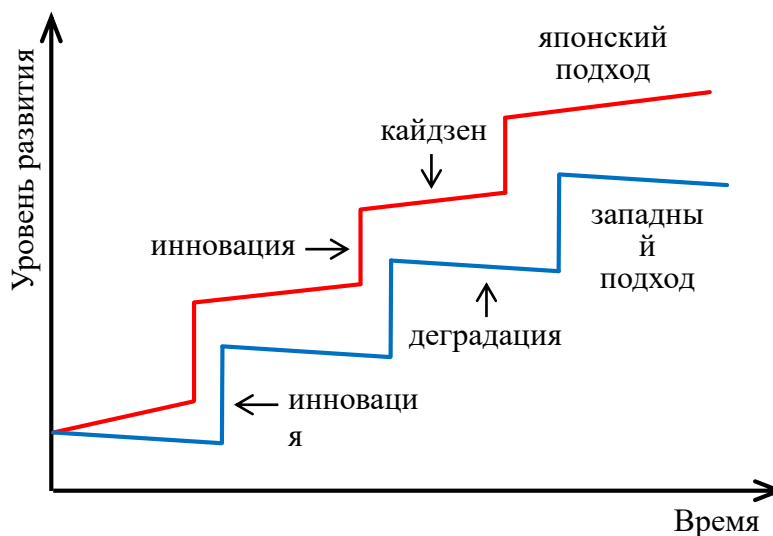 японский
подход
кайдзен
Уровень развития
инновация
западны
й
подход
деградация
инноваци
я
Время